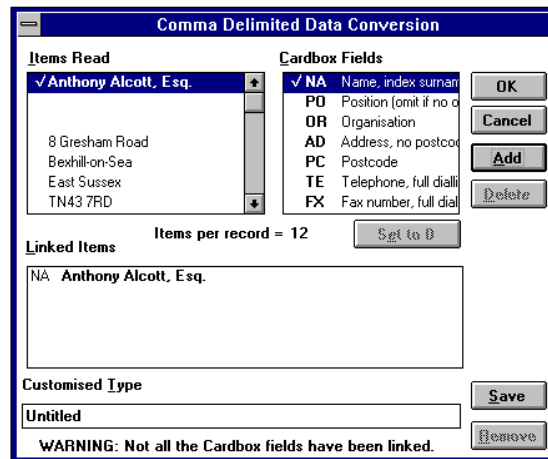 Comma Delimited Data Conversion
Items Read
✓ Anthony Alcott, Esq.
8 Gresham Road
Bexhill-on-Sea
East Sussex
TN43 7RD
Cardbox Fields
✓ NA Name, index surnam
PO Position (omit if no o
OR Organisation
AD Address, no postcod
PC Postcode
TE Telephone, full dialli
FX Fax number, full dial
OK
Cancel
Add
Delete
Items per record = 12
Set to 0
Linked Items
NA Anthony Alcott, Esq.
Customised Type
Untitled
Save
Remove
WARNING: Not all the Cardbox fields have been linked.